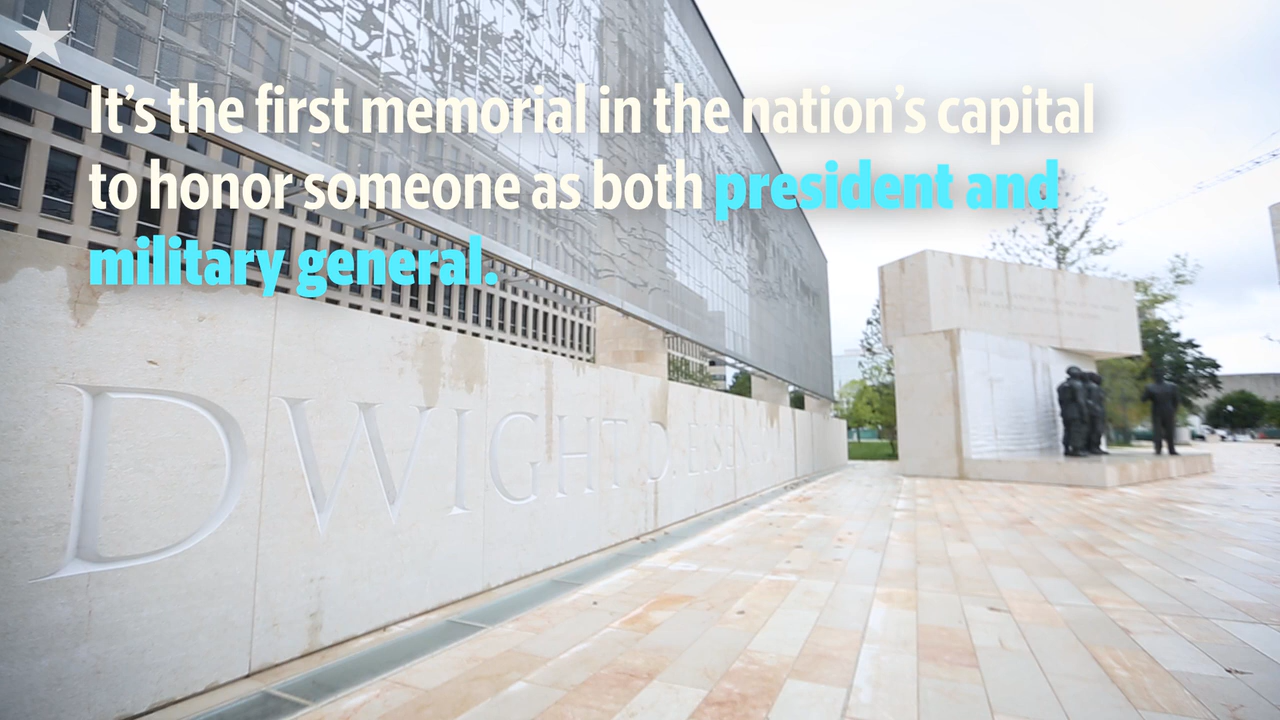 It’s the first memorial in the nation’s capital
to honor someone as both president and
military general.
DWIGHT D.